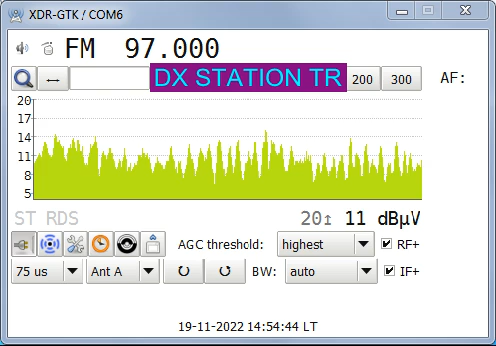 XDR-GTK / COM6
FM 97.000
DX STATION TR 200 300 AF:
20
17
14
11
8
5
ST RDS 20↕ 11 dBµV
AGC threshold: highest RF+
75 us Ant A BW: auto IF+
19-11-2022 14:54:44 LT